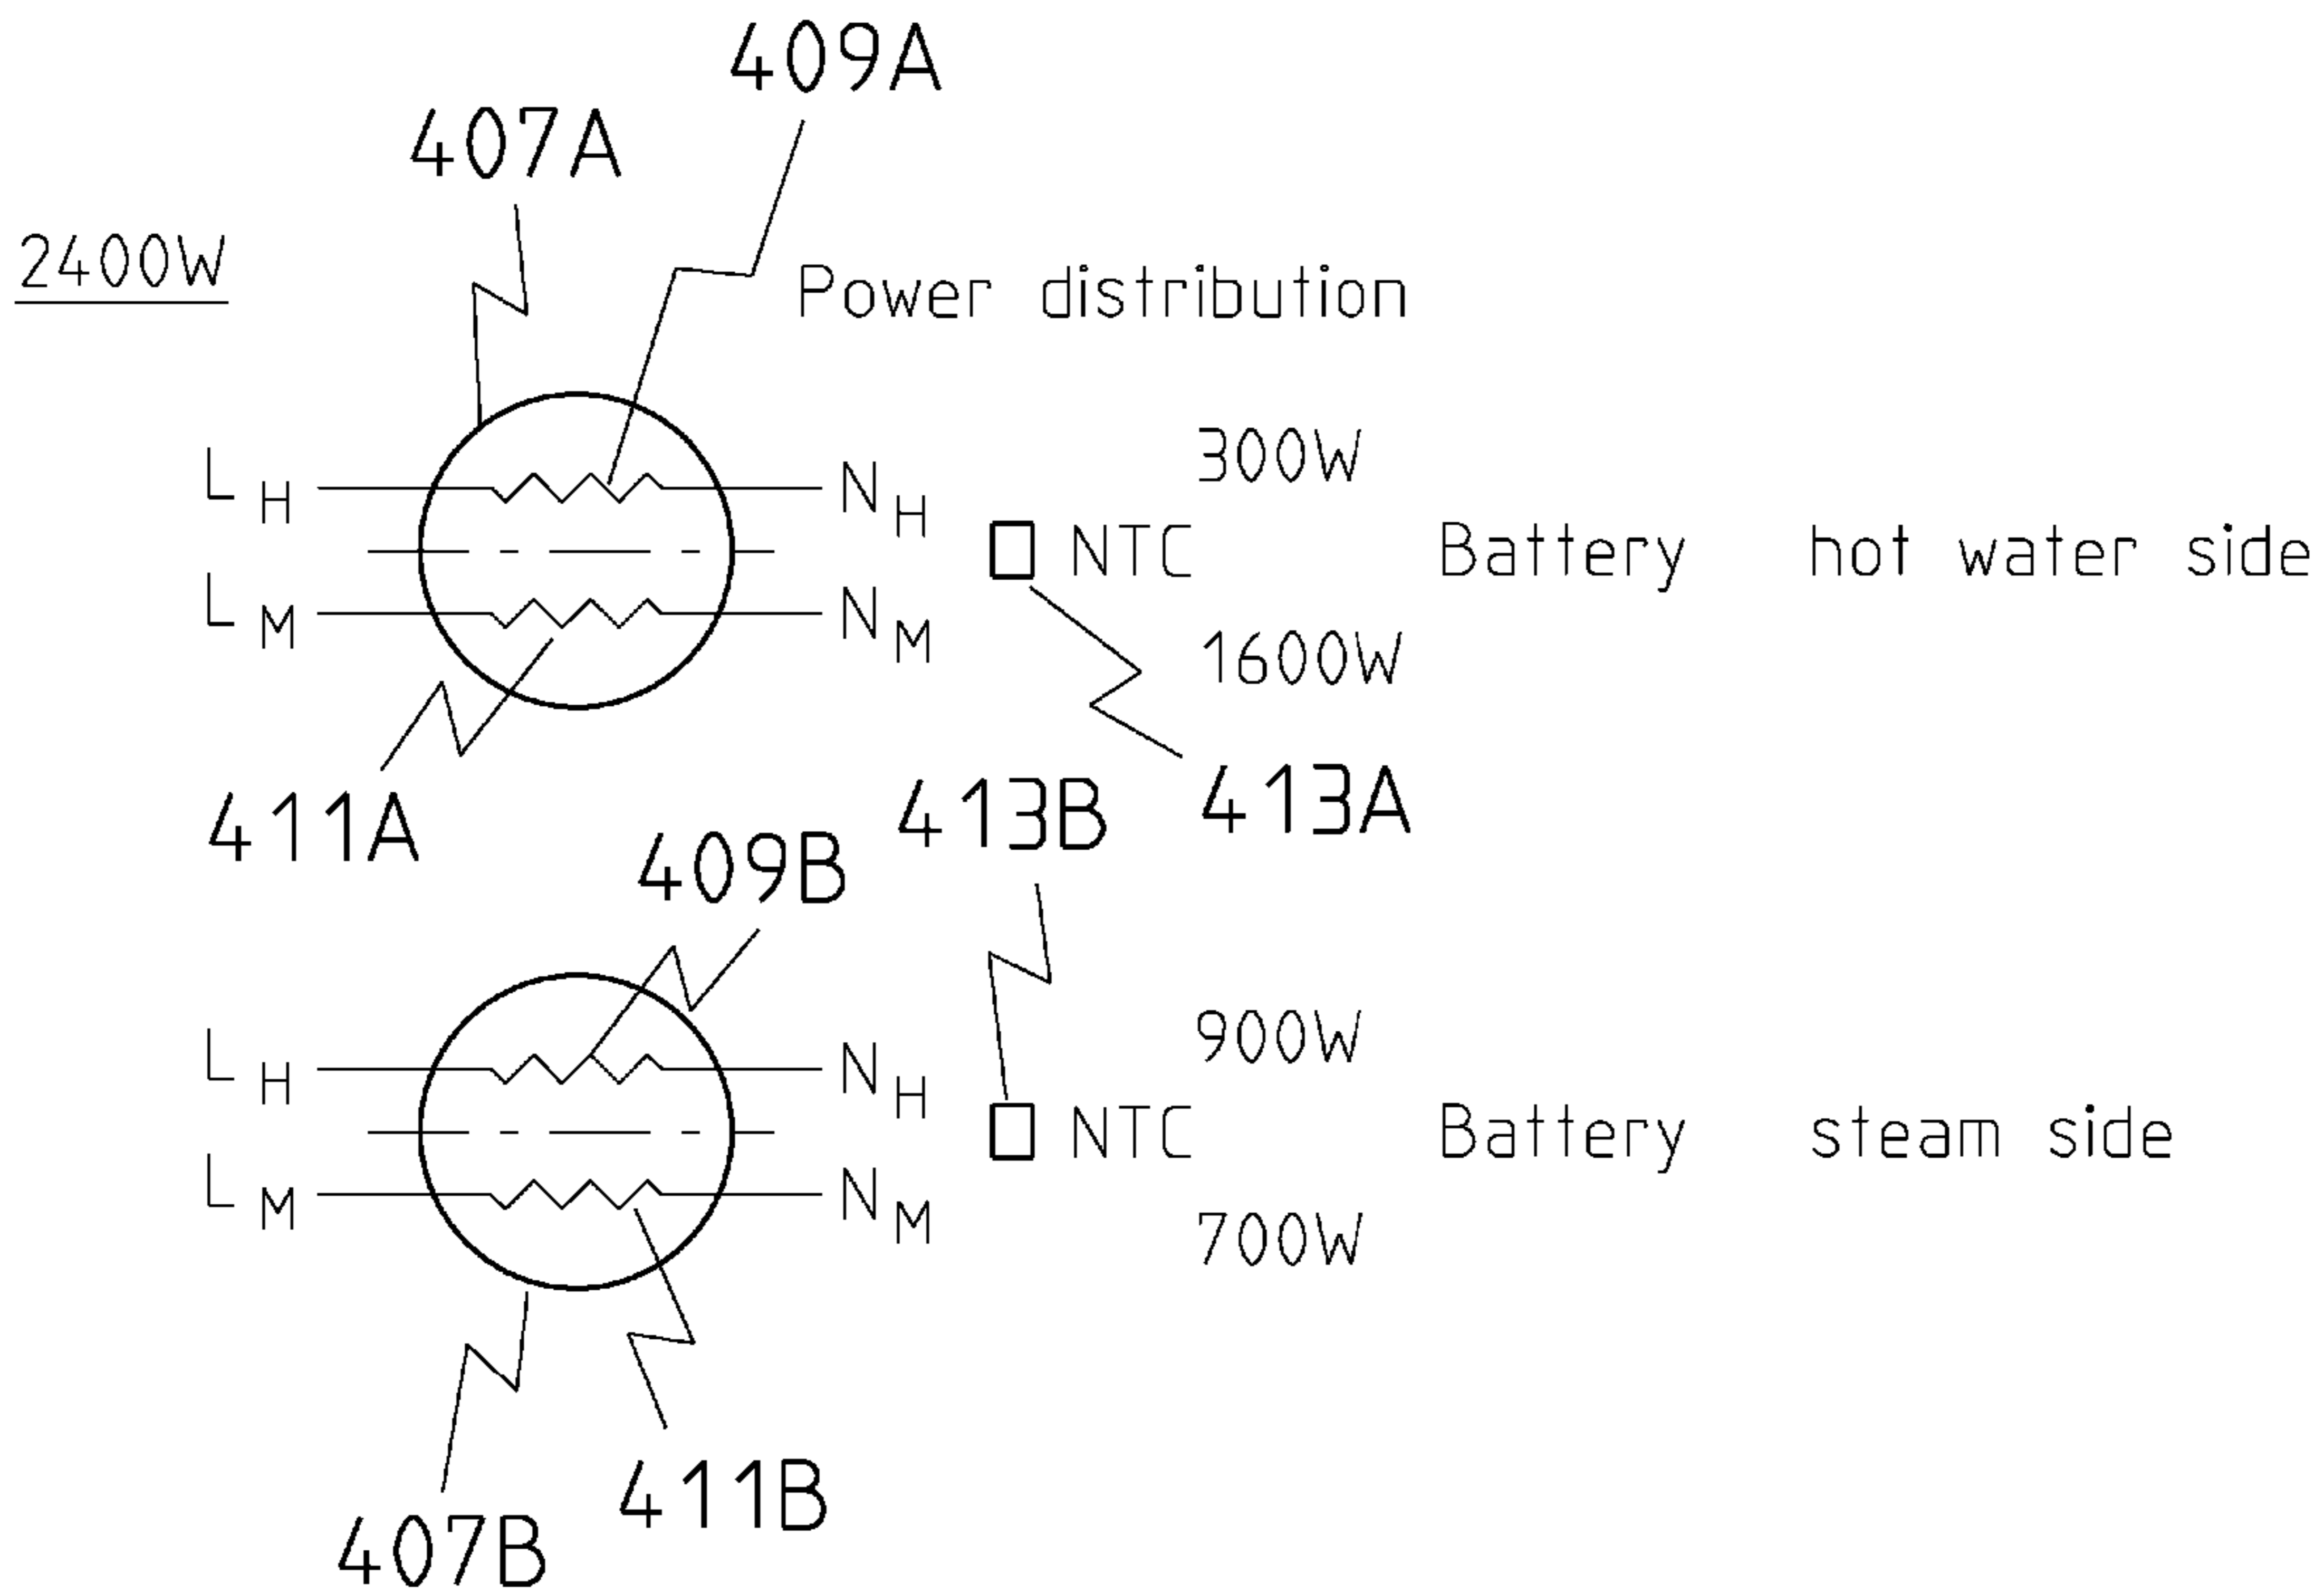 409A
407A
2400W
Power distribution
300W
L H N H
NTC Battery hot water side
L M N M
1600W
411A 413B 413A
409B
900W
L H N H
NTC Battery steam side
L M N M
700W
411B
407B